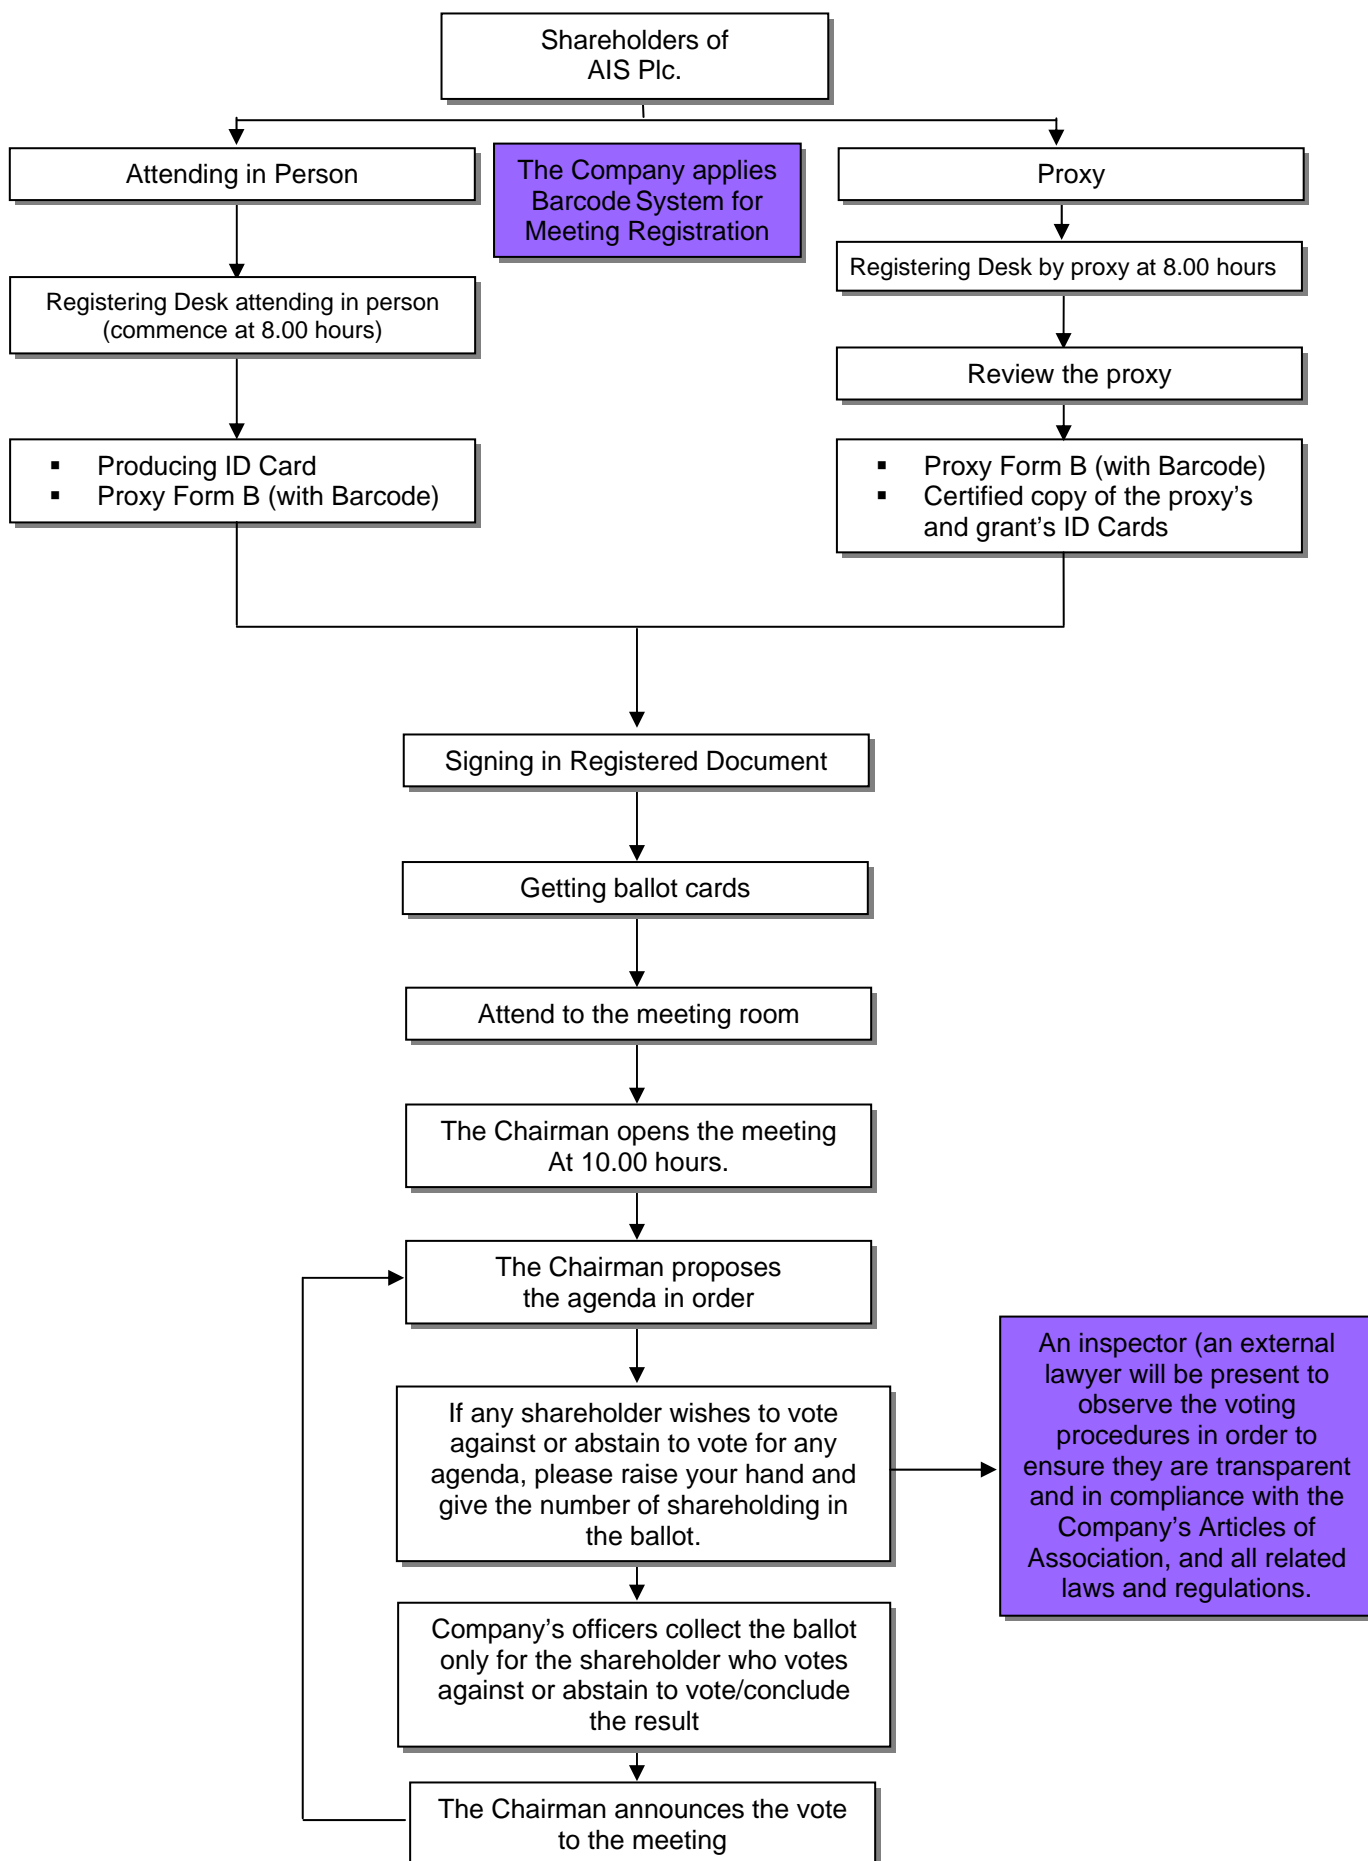 Shareholders of
AIS Plc.
Attending in Person
The Company applies
Barcode System for
Meeting Registration
Proxy
Registering Desk attending in person
(commence at 8.00 hours)
Registering Desk by proxy at 8.00 hours
Review the proxy
▪ Producing ID Card
▪ Proxy Form B (with Barcode)
▪ Proxy Form B (with Barcode)
▪ Certified copy of the proxy’s
and grant’s ID Cards
Signing in Registered Document
Getting ballot cards
Attend to the meeting room
The Chairman opens the meeting
At 10.00 hours.
The Chairman proposes
the agenda in order
If any shareholder wishes to vote
against or abstain to vote for any
agenda, please raise your hand and
give the number of shareholding in
the ballot.
An inspector (an external
lawyer will be present to
observe the voting
procedures in order to
ensure they are transparent
and in compliance with the
Company’s Articles of
Association, and all related
laws and regulations.
Company’s officers collect the ballot
only for the shareholder who votes
against or abstain to vote/conclude
the result
The Chairman announces the vote
to the meeting